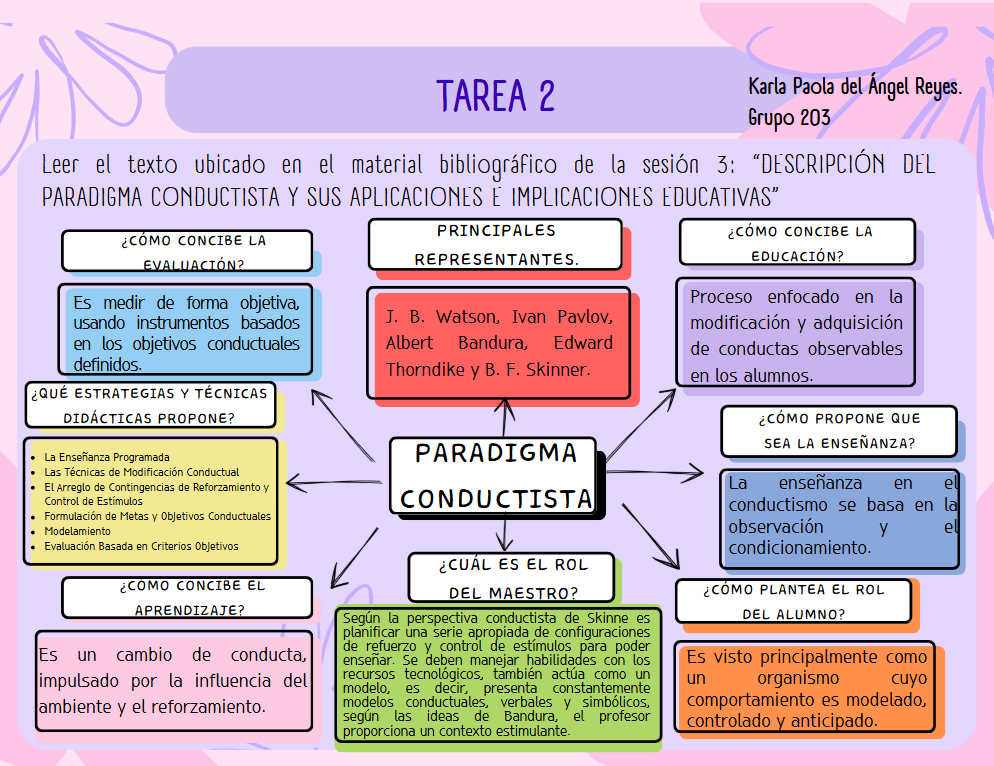 TAREA 2
Karla Paola del Ángel Reyes.
Grupo 203
Leer el texto ubicado en el material bibliográfico de la sesión 3: “DESCRIPCIÓN DEL
PARADIGMA CONDUCTISTA Y SUS APLICACIONES E IMPLICACIONES EDUCATIVAS”
¿CÓMO CONCIBE LA
EVALUACIÓN?
Es medir de forma objetiva,
usando instrumentos basados
en los objetivos conductuales
definidos.
PRINCIPALES
REPRESENTANTES.
J. B. Watson, Ivan Pavlov,
Albert Bandura, Edward
Thorndike y B. F. Skinner.
¿CÓMO CONCIBE LA
EDUCACIÓN?
Proceso enfocado en la
modificación y adquisición
de conductas observables
en los alumnos.
¿QUÉ ESTRATEGIAS Y TÉCNICAS
DIDÁCTICAS PROPONE?
• La Enseñanza Programada
• Las Técnicas de Modificación Conductual
• El Arreglo de Contingencias de Reforzamiento y
Control de Estímulos
• Formulación de Metas y Objetivos Conductuales
• Modelamiento
• Evaluación Basada en Criterios Objetivos
PARADIGMA
CONDUCTISTA
¿CÓMO PROPONE QUE
SEA LA ENSEÑANZA?
La enseñanza en el
conductismo se basa en la
observación y el
condicionamiento.
¿CÓMO CONCIBE EL
APRENDIZAJE?
Es un cambio de conducta,
impulsado por la influencia del
ambiente y el reforzamiento.
¿CUÁL ES EL ROL
DEL MAESTRO?
Según la perspectiva conductista de Skinne es
planificar una serie apropiada de configuraciones
de refuerzo y control de estímulos para poder
enseñar. Se deben manejar habilidades con los
recursos tecnológicos, también actúa como un
modelo, es decir, presenta constantemente
modelos conductuales, verbales y simbólicos,
según las ideas de Bandura, el profesor
proporciona un contexto estimulante.
¿CÓMO PLANTEA EL ROL
DEL ALUMNO?
Es visto principalmente como
un organismo cuyo
comportamiento es modelado,
controlado y anticipado.